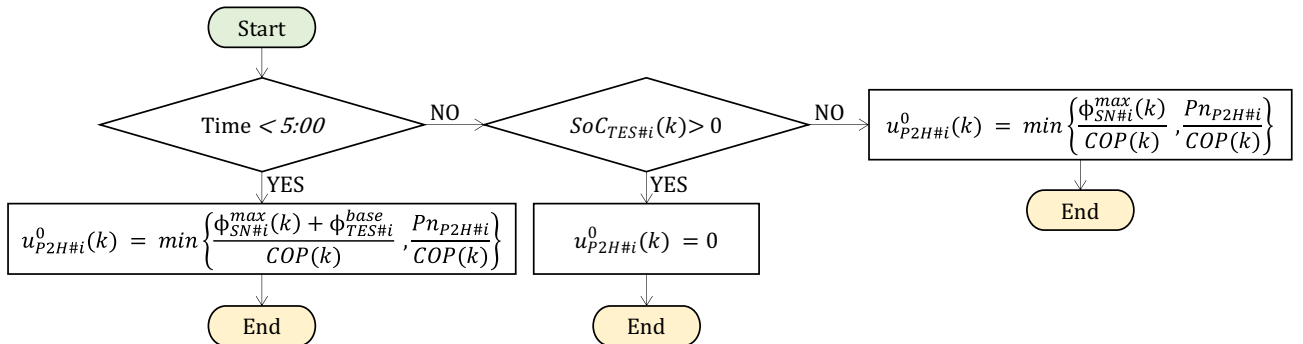 Start
Time < 5:00
NO
SoC_{TES#i}(k) > 0
NO
u^0_{P2H#i}(k) = min{ϕ^{max}_{SN#i}(k)/COP(k) , Pn_{P2H#i}/COP(k)}
YES
YES
End
u^0_{P2H#i}(k) = min{(ϕ^{max}_{SN#i}(k) + ϕ^{base}_{TES#i})/COP(k) , Pn_{P2H#i}/COP(k)}
u^0_{P2H#i}(k) = 0
End
End